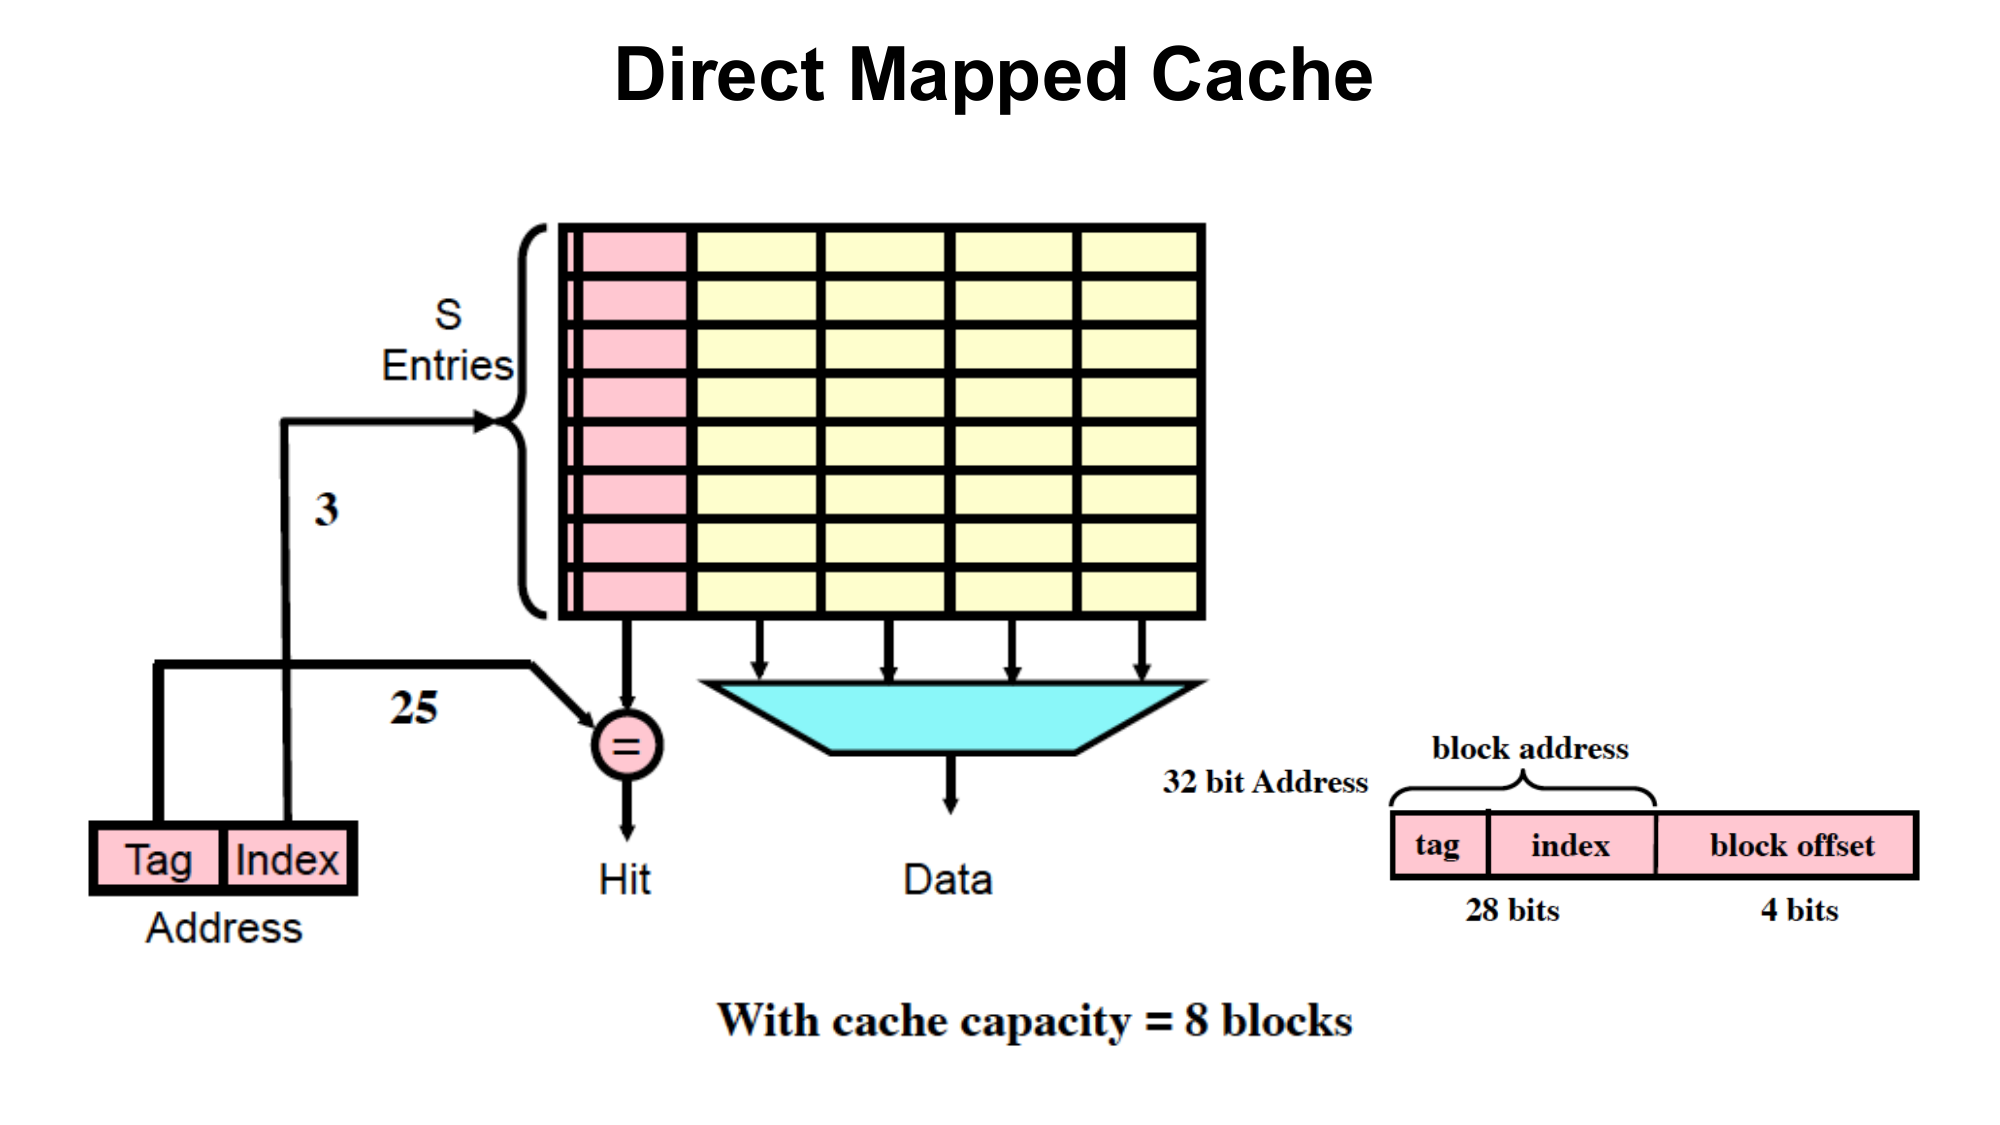 Direct Mapped Cache
S
Entries
3
25
=
Tag Index
Address
Hit
Data
32 bit Address
block address
tag index block offset
28 bits 4 bits
With cache capacity = 8 blocks